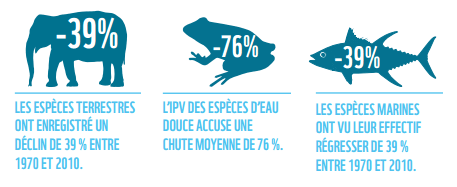 -39%
LES ESPÈCES TERRESTRES
ONT ENREGISTRÉ UN
DÉCLIN DE 39 % ENTRE
1970 ET 2010.
-76%
L'IPV DES ESPÈCES D'EAU
DOUCE ACCUSE UNE
CHUTE MOYENNE DE 76 %.
-39%
LES ESPÈCES MARINES
ONT VU LEUR EFFECTIF
RÉGRESSER DE 39 %
ENTRE 1970 ET 2010.